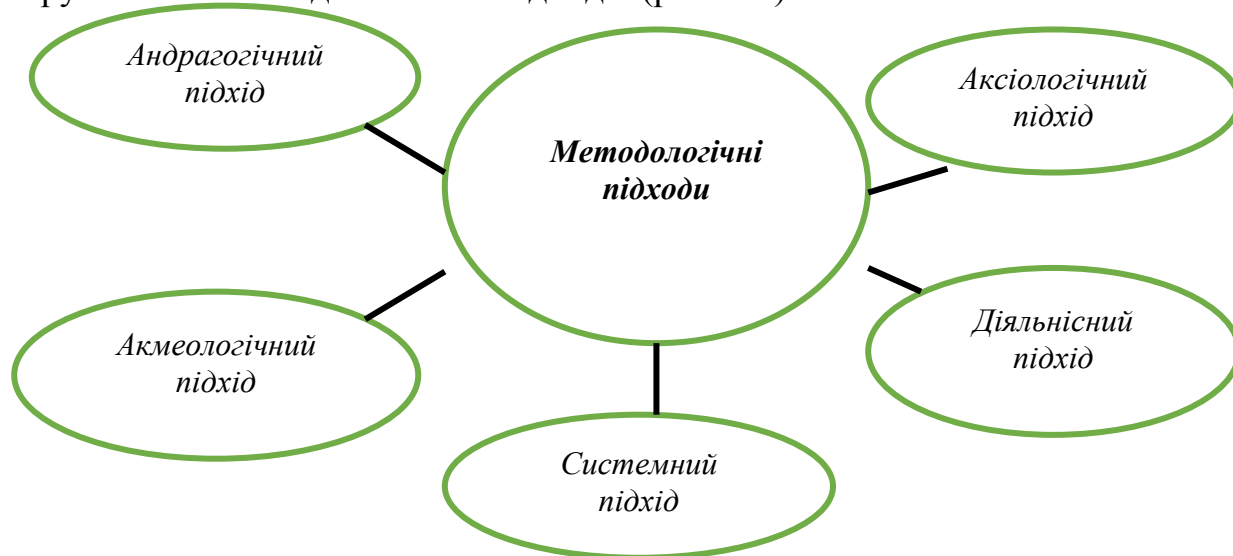 Андрагогічний
підхід
Методологічні
підходи
Аксіологічний
підхід
Акмеологічний
підхід
Діяльнісний
підхід
Системний
підхід